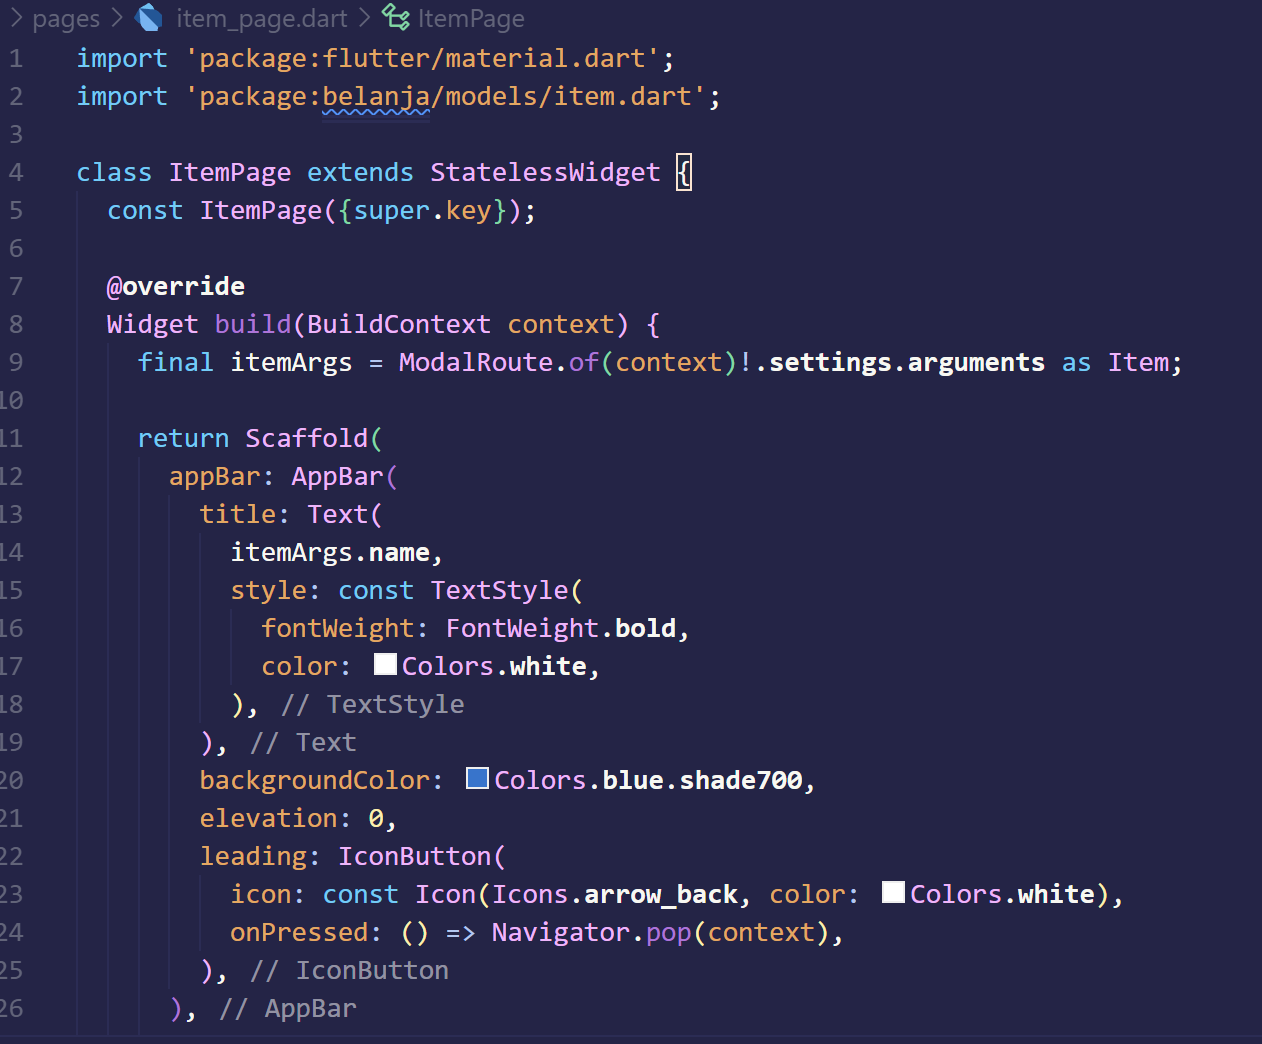 > pages > item_page.dart > ItemPage
1 import 'package:flutter/material.dart';
2 import 'package:belanja/models/item.dart';
3
4 class ItemPage extends StatelessWidget {
5   const ItemPage({super.key});
6
7   @override
8   Widget build(BuildContext context) {
9     final itemArgs = ModalRoute.of(context)!.settings.arguments as Item;
10
11     return Scaffold(
12       appBar: AppBar(
13         title: Text(
14           itemArgs.name,
15           style: const TextStyle(
16             fontWeight: FontWeight.bold,
17             color: Colors.white,
18           ), // TextStyle
19         ), // Text
20         backgroundColor: Colors.blue.shade700,
21         elevation: 0,
22         leading: IconButton(
23           icon: const Icon(Icons.arrow_back, color: Colors.white),
24           onPressed: () => Navigator.pop(context),
25         ), // IconButton
26       ), // AppBar